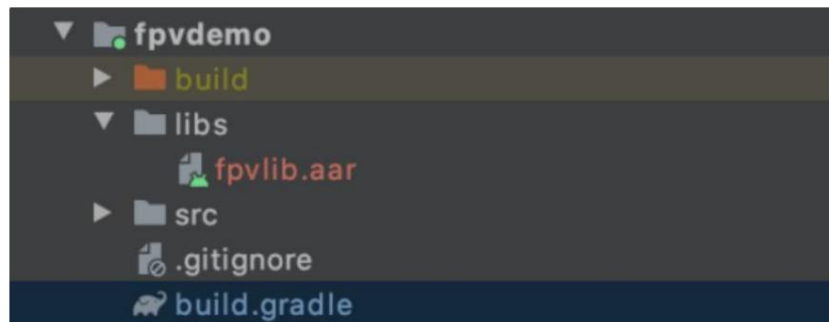 fpvdemo
build
libs
fpvlib.aar
src
.gitignore
build.gradle